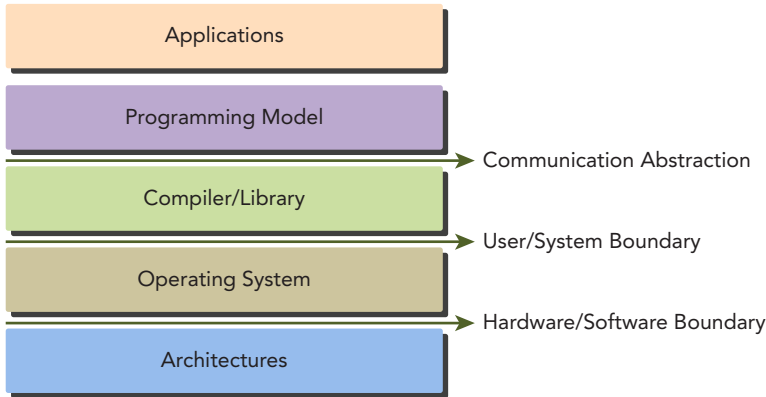 Applications
Programming Model
Communication Abstraction
Compiler/Library
User/System Boundary
Operating System
Hardware/Software Boundary
Architectures